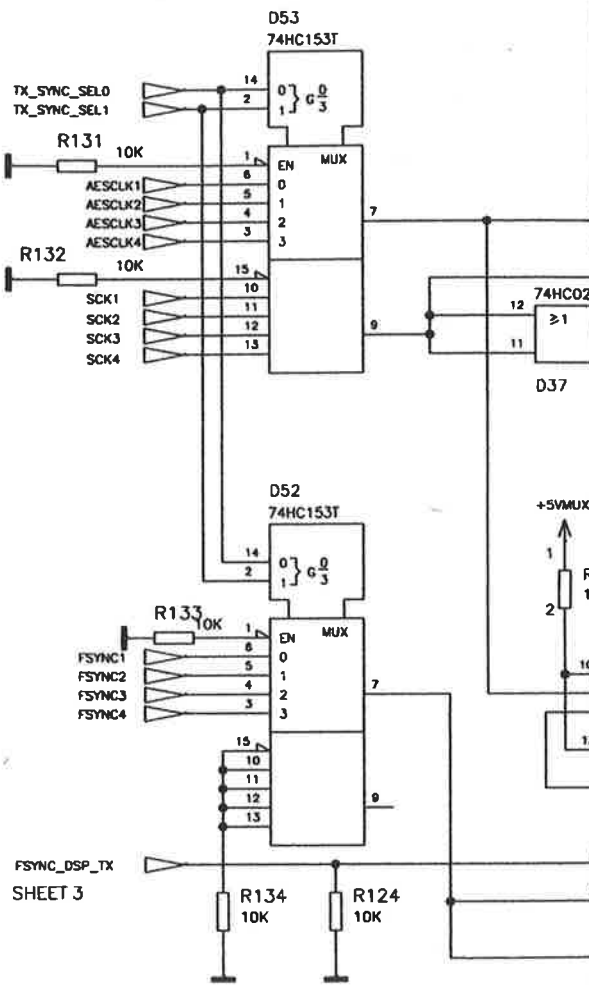 D53
74HC153T
TX_SYNC_SEL0 14 0 G 0
TX_SYNC_SEL1 2 1 3
R131 10K 1 EN MUX
AESCLK1 6 0
AESCLK2 5 1
AESCLK3 4 2 7
AESCLK4 3 3
R132 10K 15
SCK1 10
SCK2 11
SCK3 12 9
SCK4 13
74HC02
12 ≥1
11
D37
D52
74HC153T
14 0 G 0
2 1 3
R133 10K 1 EN MUX
FSYNC1 6 0
FSYNC2 5 1
FSYNC3 4 2 7
FSYNC4 3 3
15
10
11
12 9
13
+5VMUX
1
R
1
2
10
FSYNC_DSP_TX
SHEET 3
R134
10K
R124
10K